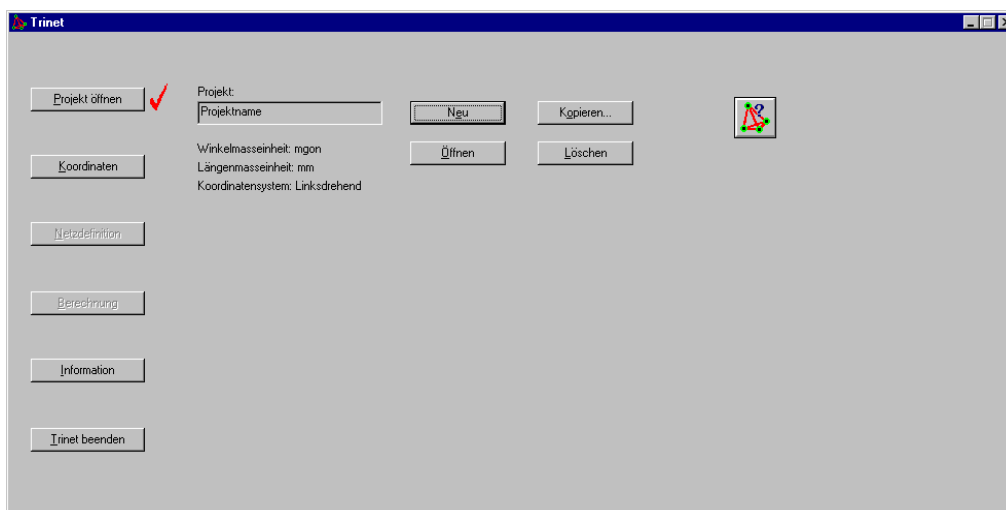 Trinet
Projekt öffnen
Projekt:
Projektname
Neu
Kopieren...
Winkelmasseinheit: mgon
Öffnen
Löschen
Längenmasseinheit: mm
Koordinaten
Koordinatensystem: Linksdrehend
Netzdefinition
Berechnung
Information
Trinet beenden
?